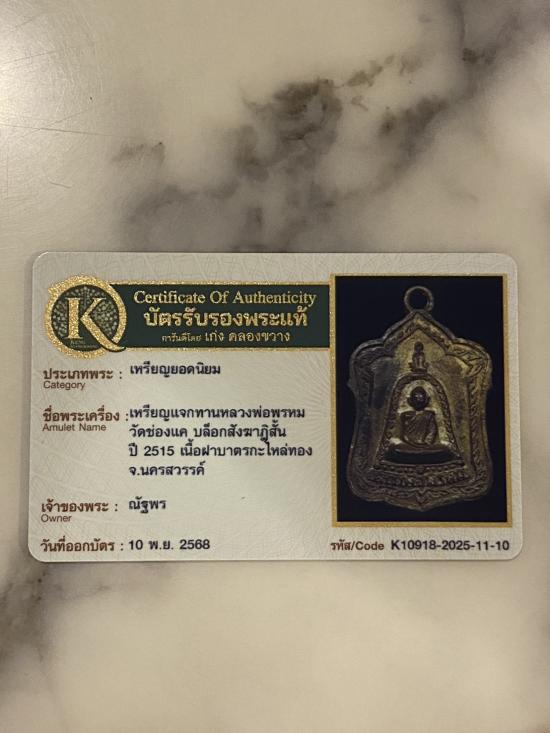 K
Certificate Of Authenticity
บัตรรับรองพระแท้
การันตีโดย เก่ง คลองขวาง
ประเภทพระ : เหรียญยอดนิยม
Category
ชื่อพระเครื่อง : เหรียญแจกทานหลวงพ่อพรหม
Amulet Name
วัดช่องแค บล็อกสังฆาฏิสั้น
ปี 2515 เนื้อฝาบาตรกะไหล่ทอง
จ.นครสวรรค์
เจ้าของพระ : ณัฐพร
Owner
วันที่ออกบัตร : 10 พ.ย. 2568
รหัส/Code K10918-2025-11-10